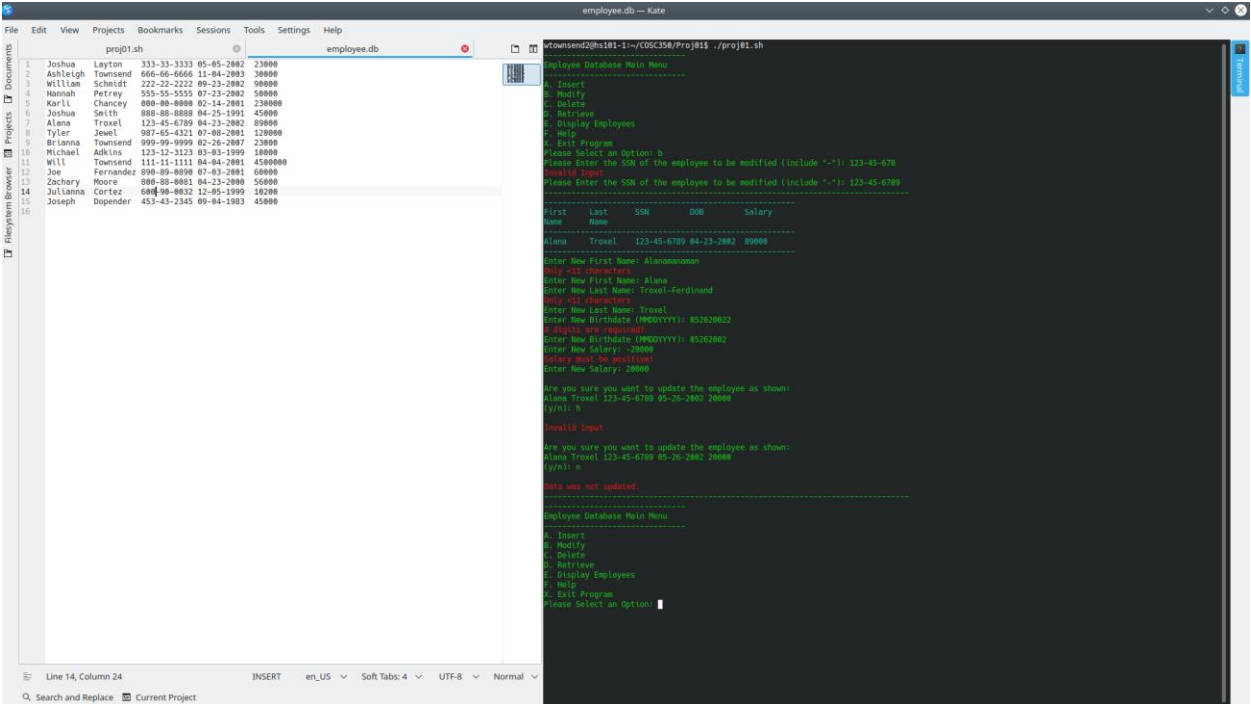 employee.db — Kate
File Edit View Projects Bookmarks Sessions Tools Settings Help
proj01.sh employee.db
Documents
Projects
Filesystem Browser
1 Joshua Layton 333-33-3333 05-05-2002 23000
2 Ashleigh Townsend 666-66-6666 11-04-2003 30000
3 William Schmidt 222-22-2222 09-23-2002 90000
4 Hannah Petrey 555-55-5555 07-23-2002 50000
5 Karli Chancey 000-00-0000 02-14-2001 230000
6 Joshua Smith 888-88-8888 04-25-1991 45000
7 Alana Troxel 123-45-6789 04-23-2002 89000
8 Tyler Jewel 987-65-4321 07-08-2001 120000
9 Brianna Townsend 999-99-9999 02-26-2007 23000
10 Michael Adkins 123-12-3123 03-03-1999 10000
11 Will Townsend 111-11-1111 04-04-2001 4500000
12 Joe Fernandez 890-89-0890 07-03-2001 60000
13 Zachary Moore 800-88-0081 04-23-2000 56000
14 Julianna Cortez 600-90-0032 12-05-1999 10200
15 Joseph Dopender 453-43-2345 09-04-1983 45000
16
Line 14, Column 24 INSERT en_US Soft Tabs: 4 UTF-8 Normal
Search and Replace Current Project
wtownsend2@hs101-1:~/COSC350/Proj01$ ./proj01.sh
------------------------------
Employee Database Main Menu
------------------------------
A. Insert
B. Modify
C. Delete
D. Retrieve
E. Display Employees
F. Help
X. Exit Program
Please Select an Option: b
Please Enter the SSN of the employee to be modified (include "-"): 123-45-678
Invalid Input
Please Enter the SSN of the employee to be modified (include "-"): 123-45-6789
------------------------------
First Last SSN DOB Salary
Name Name
------------------------------
Alana Troxel 123-45-6789 04-23-2002 89000
------------------------------
Enter New First Name: Alanamanaman
Only <11 characters
Enter New First Name: Alana
Enter New Last Name: Troxel-Ferdinand
Only <11 characters
Enter New Last Name: Troxel
Enter New Birthdate (MMDDYYYY): 052620022
8 digits are required!
Enter New Birthdate (MMDDYYYY): 05262002
Enter New Salary: -20000
Salary must be positive!
Enter New Salary: 20000
Are you sure you want to update the employee as shown:
Alana Troxel 123-45-6789 05-26-2002 20000
(y/n): h
Invalid Input
Are you sure you want to update the employee as shown:
Alana Troxel 123-45-6789 05-26-2002 20000
(y/n): n
Data was not updated.
------------------------------
Employee Database Main Menu
------------------------------
A. Insert
B. Modify
C. Delete
D. Retrieve
E. Display Employees
F. Help
X. Exit Program
Please Select an Option:
Terminal